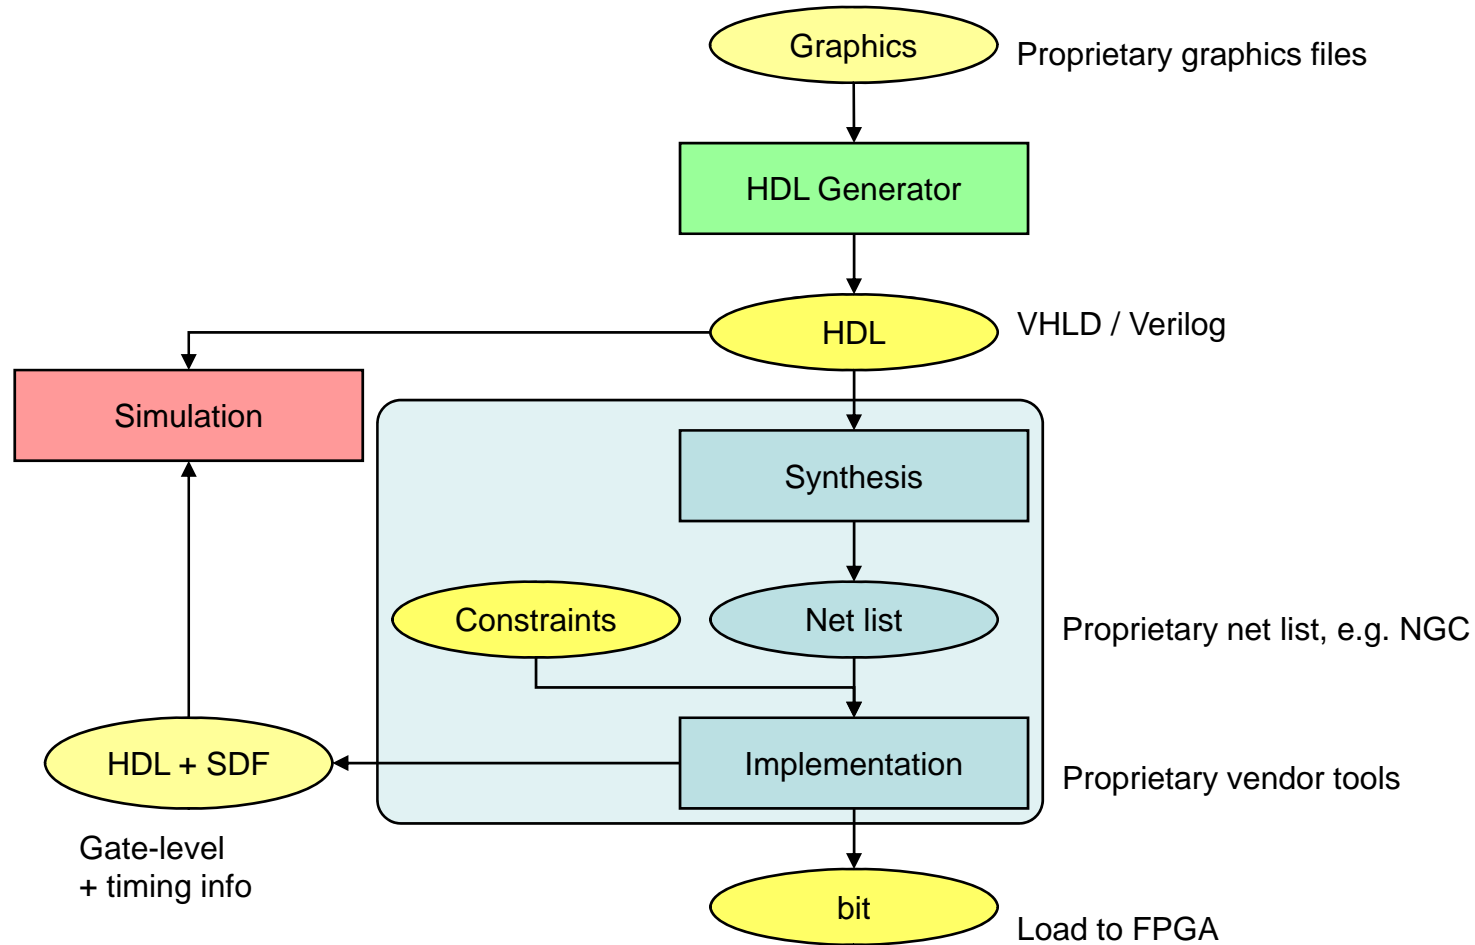 Graphics
Proprietary graphics files
HDL Generator
HDL
VHLD / Verilog
Simulation
Synthesis
Constraints
Net list
Proprietary net list, e.g. NGC
HDL + SDF
Implementation
Proprietary vendor tools
Gate-level
+ timing info
bit
Load to FPGA